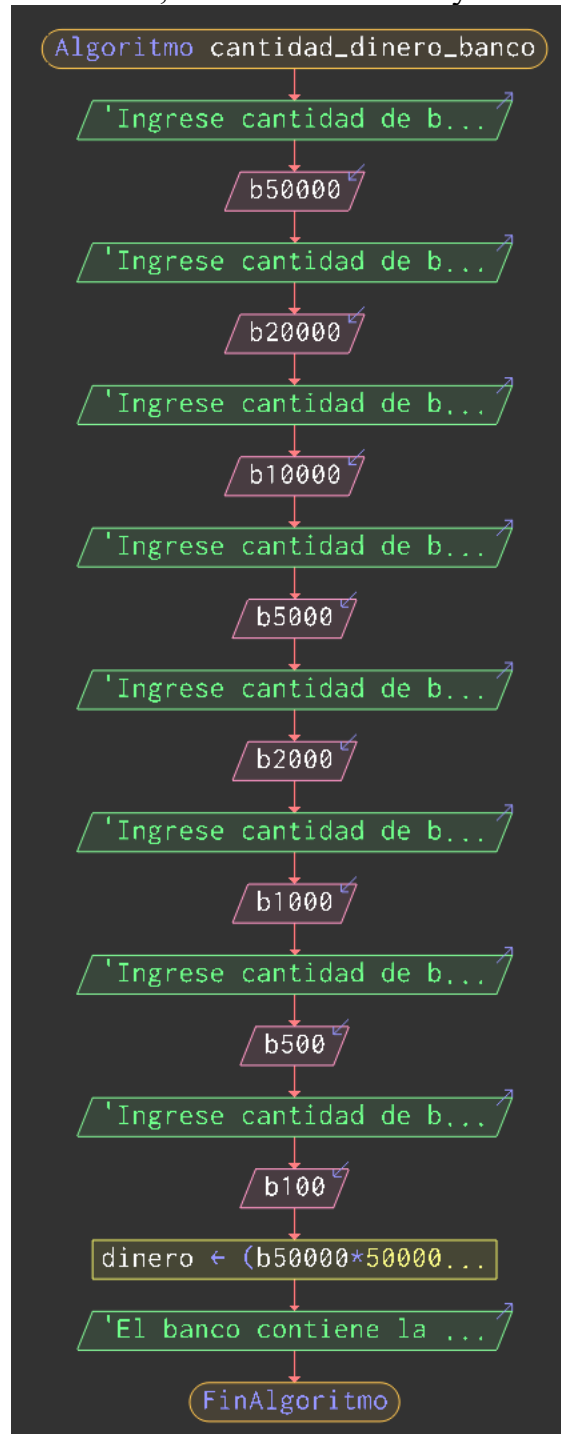 Algoritmo cantidad_dinero_banco
'Ingrese cantidad de b...
b50000
'Ingrese cantidad de b...
b20000
'Ingrese cantidad de b...
b10000
'Ingrese cantidad de b...
b5000
'Ingrese cantidad de b...
b2000
'Ingrese cantidad de b...
b1000
'Ingrese cantidad de b...
b500
'Ingrese cantidad de b...
b100
dinero ← (b50000*50000...
'El banco contiene la ...
FinAlgoritmo